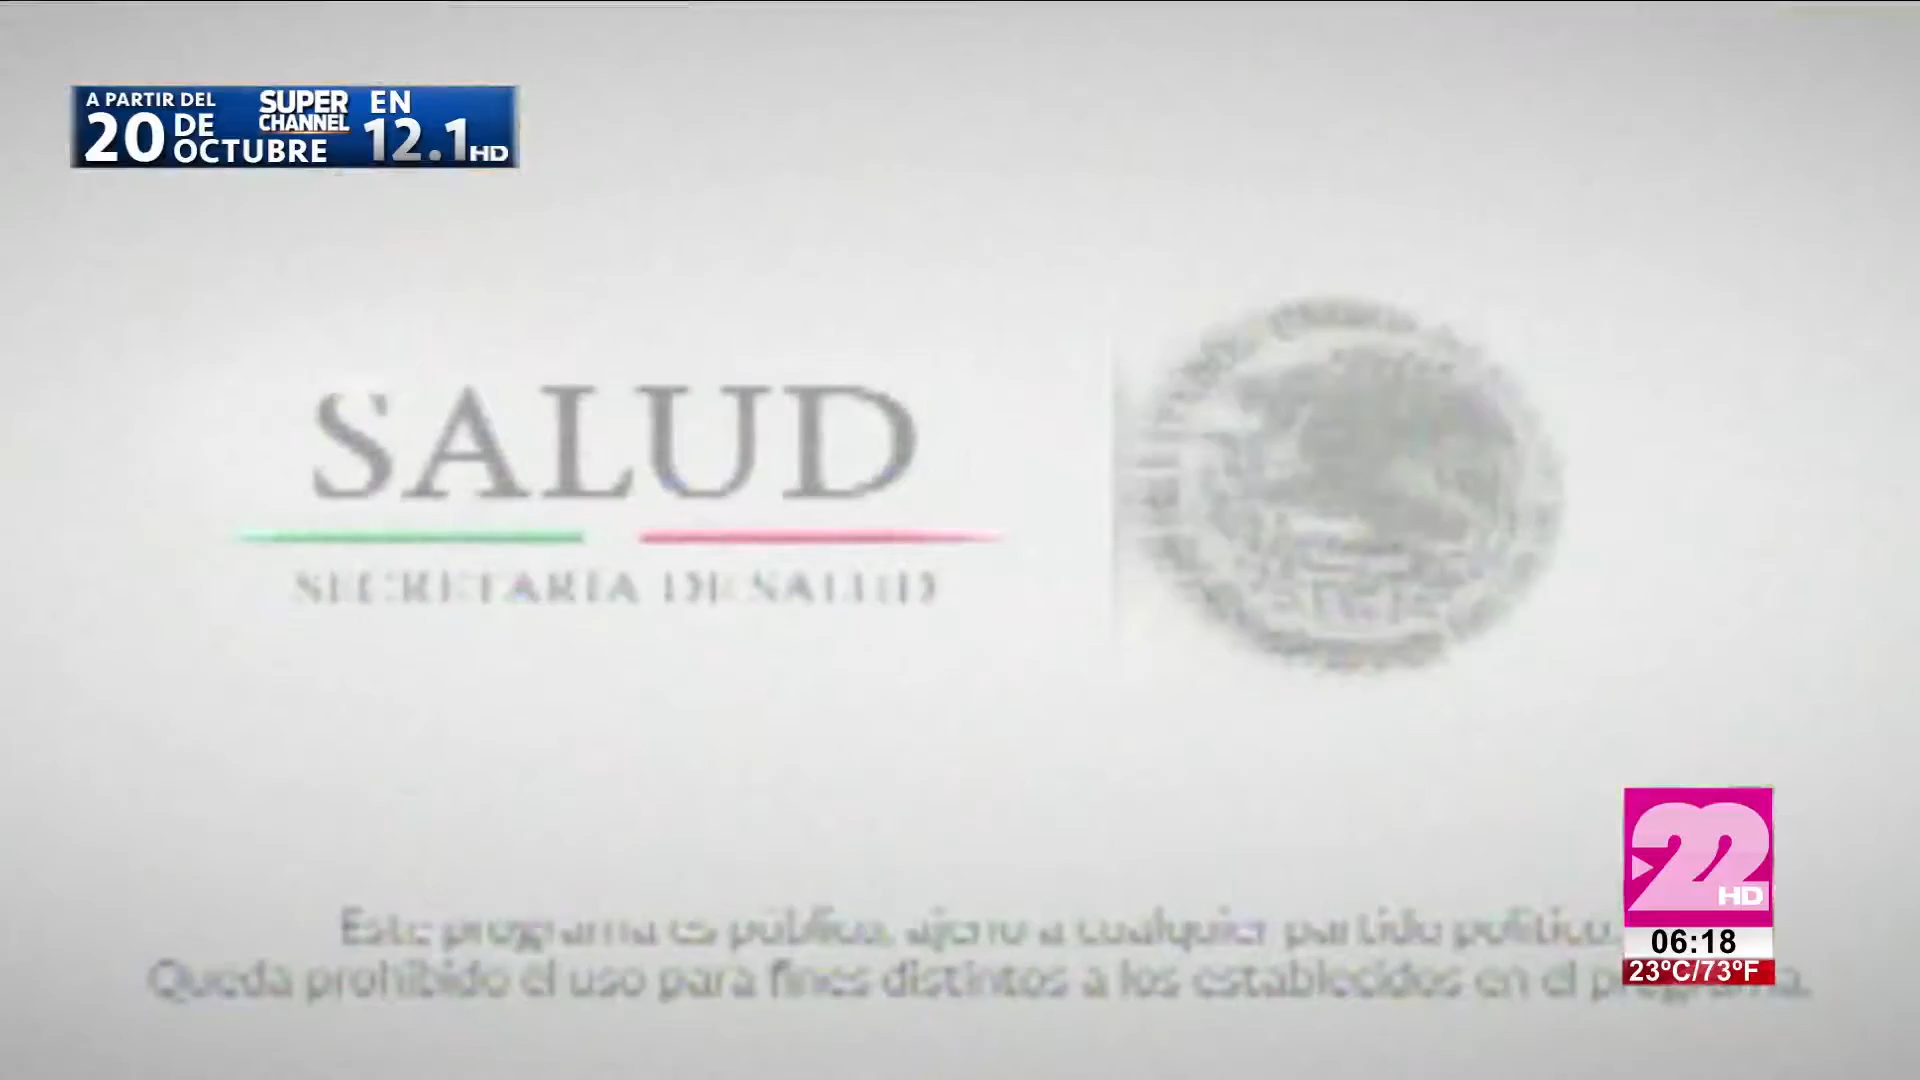 A PARTIR DEL
20 DE OCTUBRE
SUPER CHANNEL
EN 12.1 HD
SALUD
SECRETARÍA DE SALUD
Este programa es público, ajeno a cualquier partido político.
Queda prohibido el uso para fines distintos a los establecidos en el programa.
22 HD
06:18
23ºC/73ºF